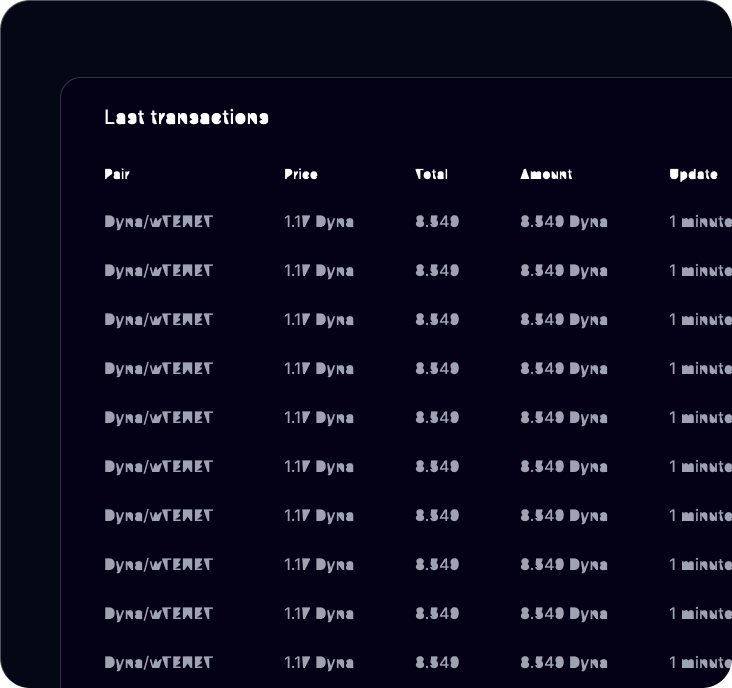 Last transactions
Pair Price Total Amount Update
Dyna/wTENET 1.17 Dyna 8.549 8.549 Dyna 1 minute
Dyna/wTENET 1.17 Dyna 8.549 8.549 Dyna 1 minute
Dyna/wTENET 1.17 Dyna 8.549 8.549 Dyna 1 minute
Dyna/wTENET 1.17 Dyna 8.549 8.549 Dyna 1 minute
Dyna/wTENET 1.17 Dyna 8.549 8.549 Dyna 1 minute
Dyna/wTENET 1.17 Dyna 8.549 8.549 Dyna 1 minute
Dyna/wTENET 1.17 Dyna 8.549 8.549 Dyna 1 minute
Dyna/wTENET 1.17 Dyna 8.549 8.549 Dyna 1 minute
Dyna/wTENET 1.17 Dyna 8.549 8.549 Dyna 1 minute
Dyna/wTENET 1.17 Dyna 8.549 8.549 Dyna 1 minute